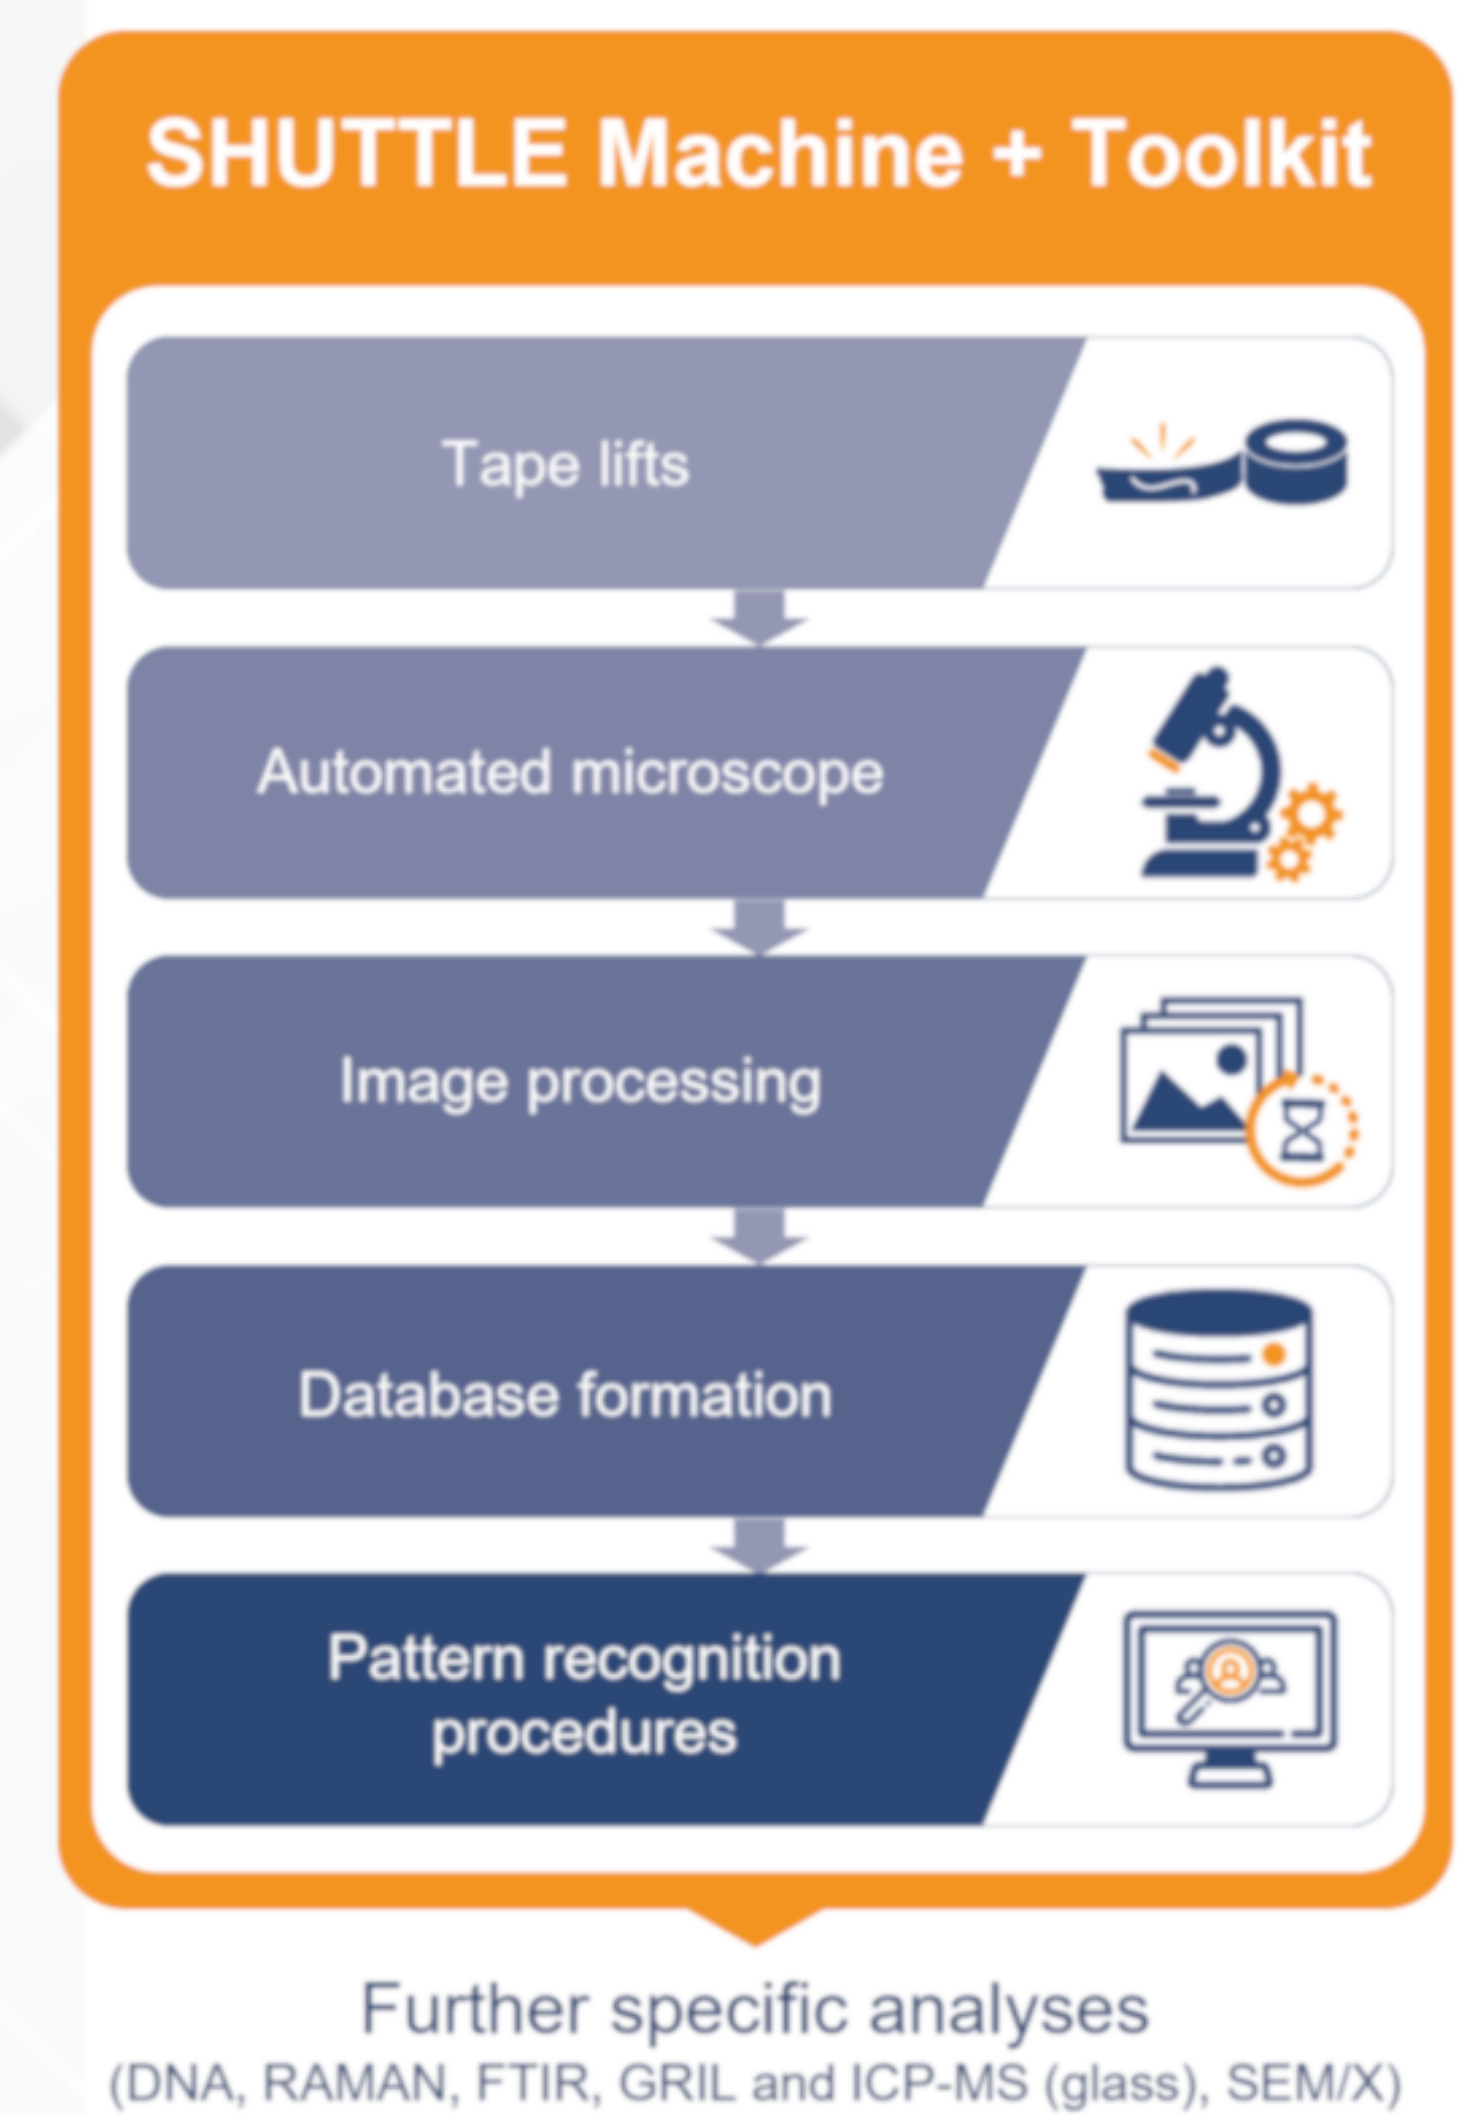 SHUTTLE Machine + Toolkit
Tape lifts
Automated microscope
Image processing
Database formation
Pattern recognition
procedures
Further specific analyses
(DNA, RAMAN, FTIR, GRIL and ICP-MS (glass), SEM/X)